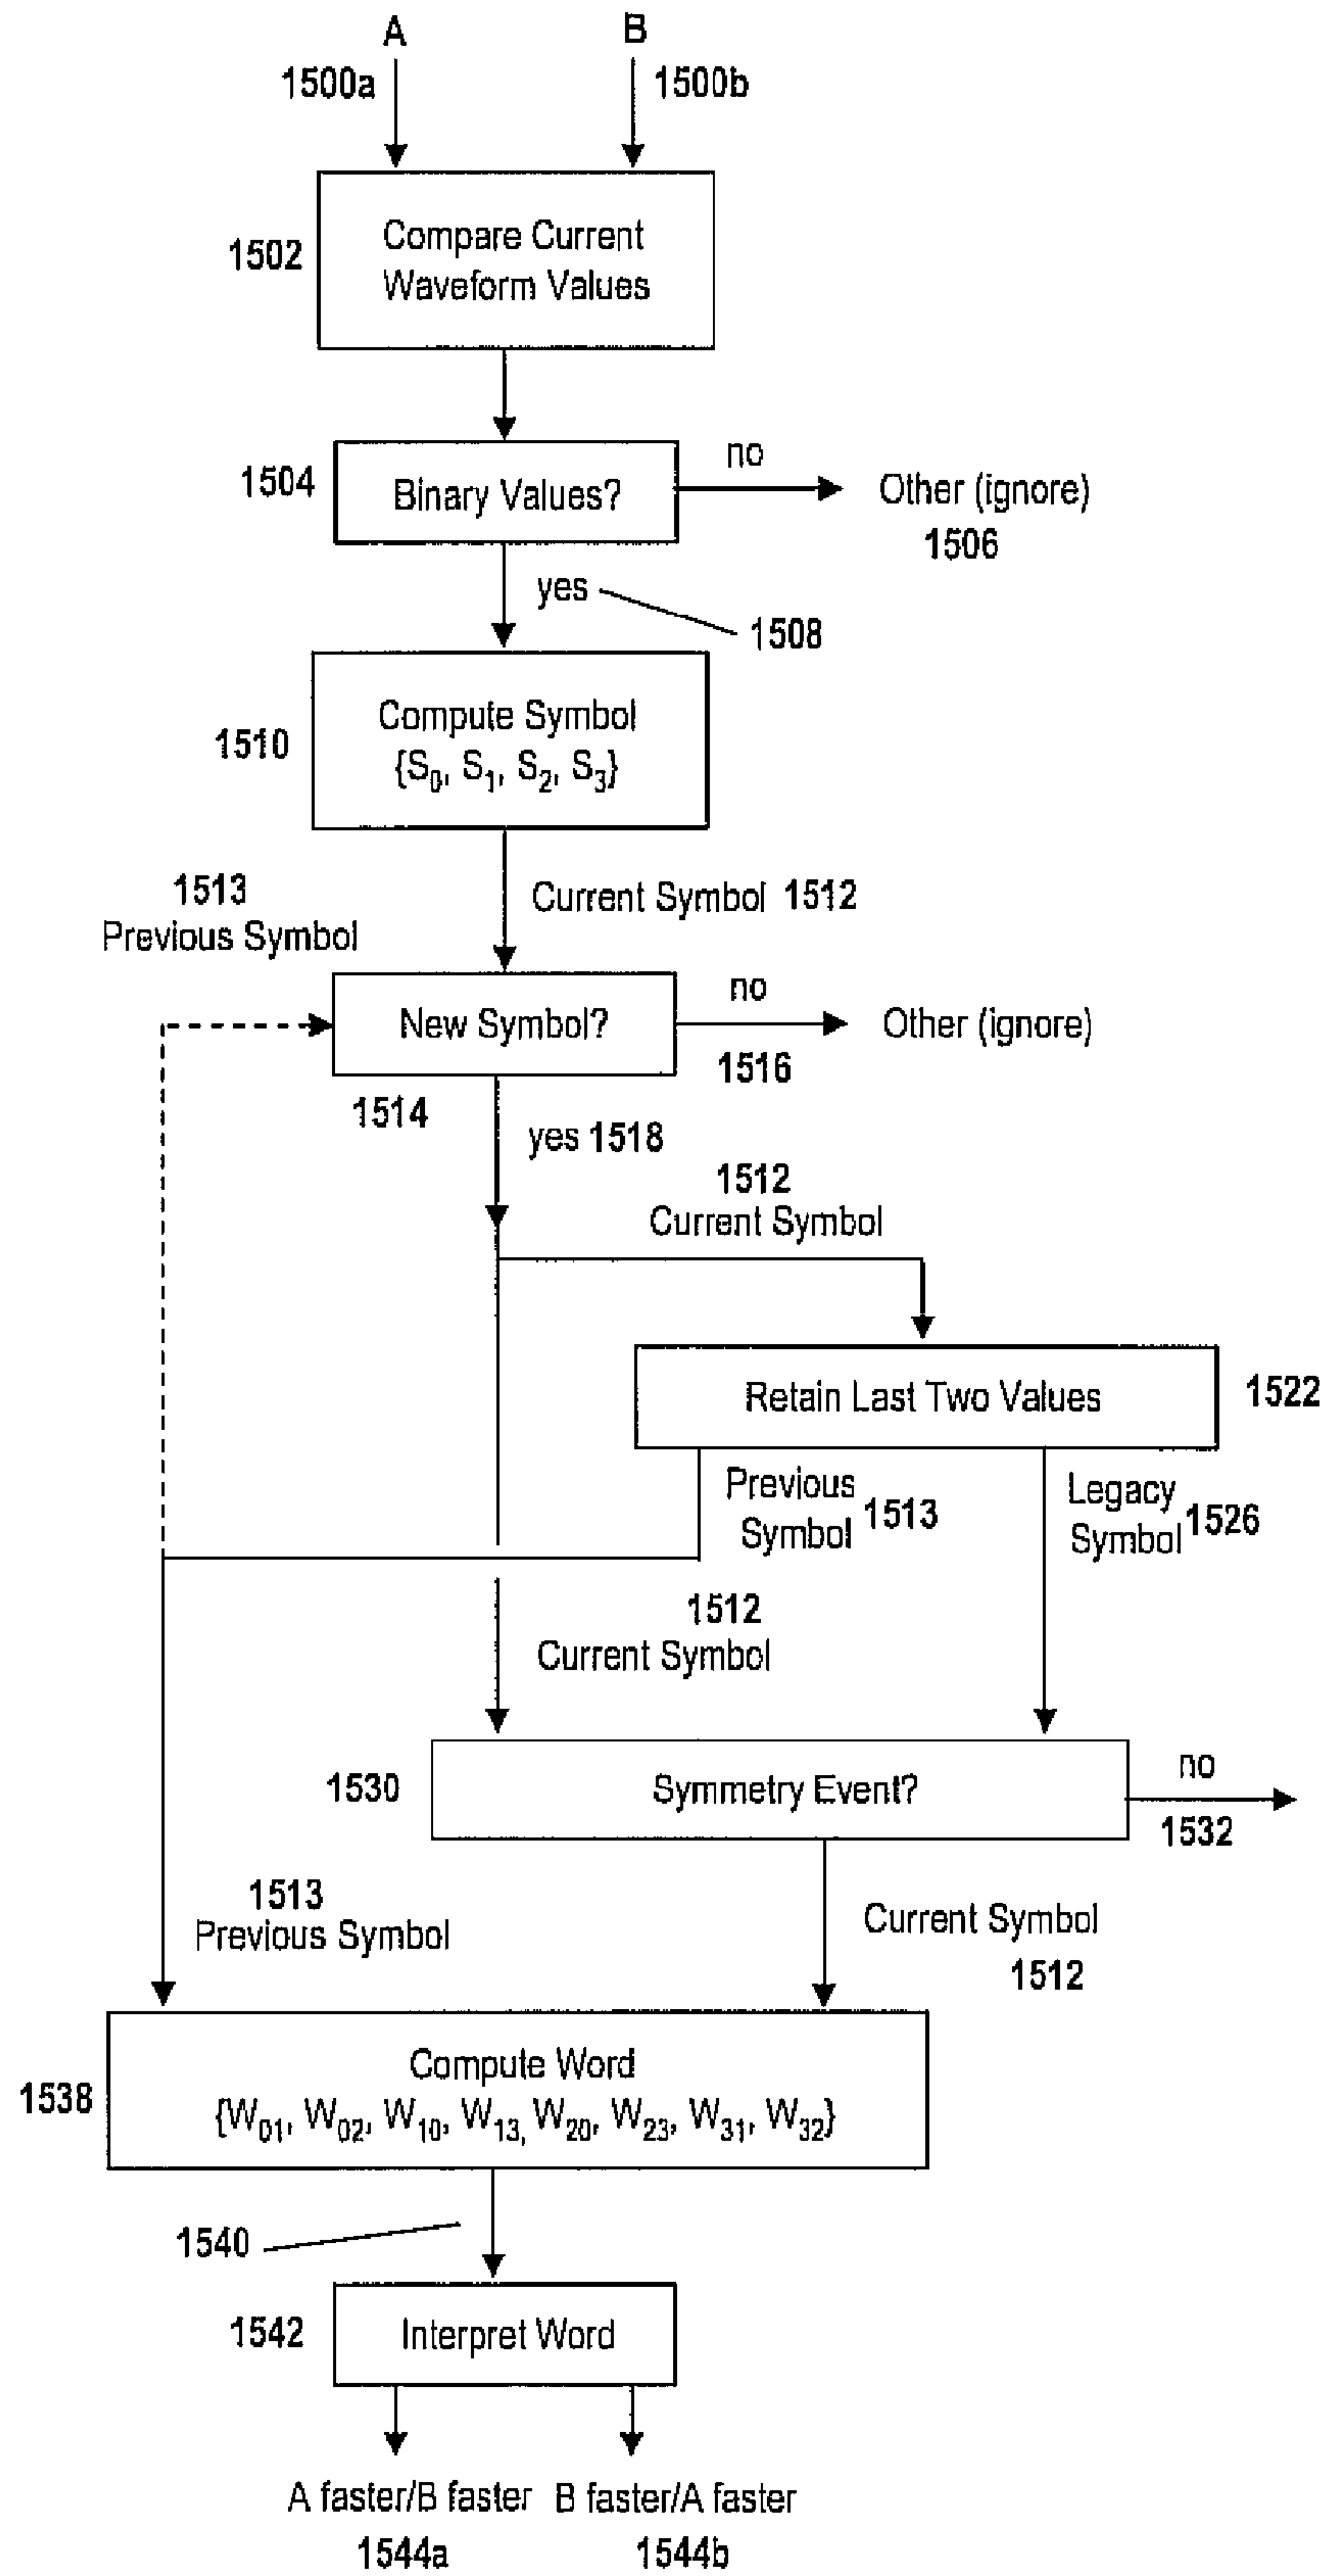 A
B
1500a
1500b
1502
Compare Current
Waveform Values
1504
Binary Values?
no
Other (ignore)
1506
yes
1508
1510
Compute Symbol
{S0, S1, S2, S3}
1513
Previous Symbol
Current Symbol 1512
New Symbol?
no
Other (ignore)
1516
1514
yes 1518
1512
Current Symbol
Retain Last Two Values
1522
Previous
Symbol 1513
Legacy
Symbol 1526
1512
Current Symbol
1530
Symmetry Event?
no
1532
1513
Previous Symbol
Current Symbol
1512
1538
Compute Word
{W01, W02, W10, W13, W20, W23, W31, W32}
1540
1542
Interpret Word
A faster/B faster
B faster/A faster
1544a
1544b